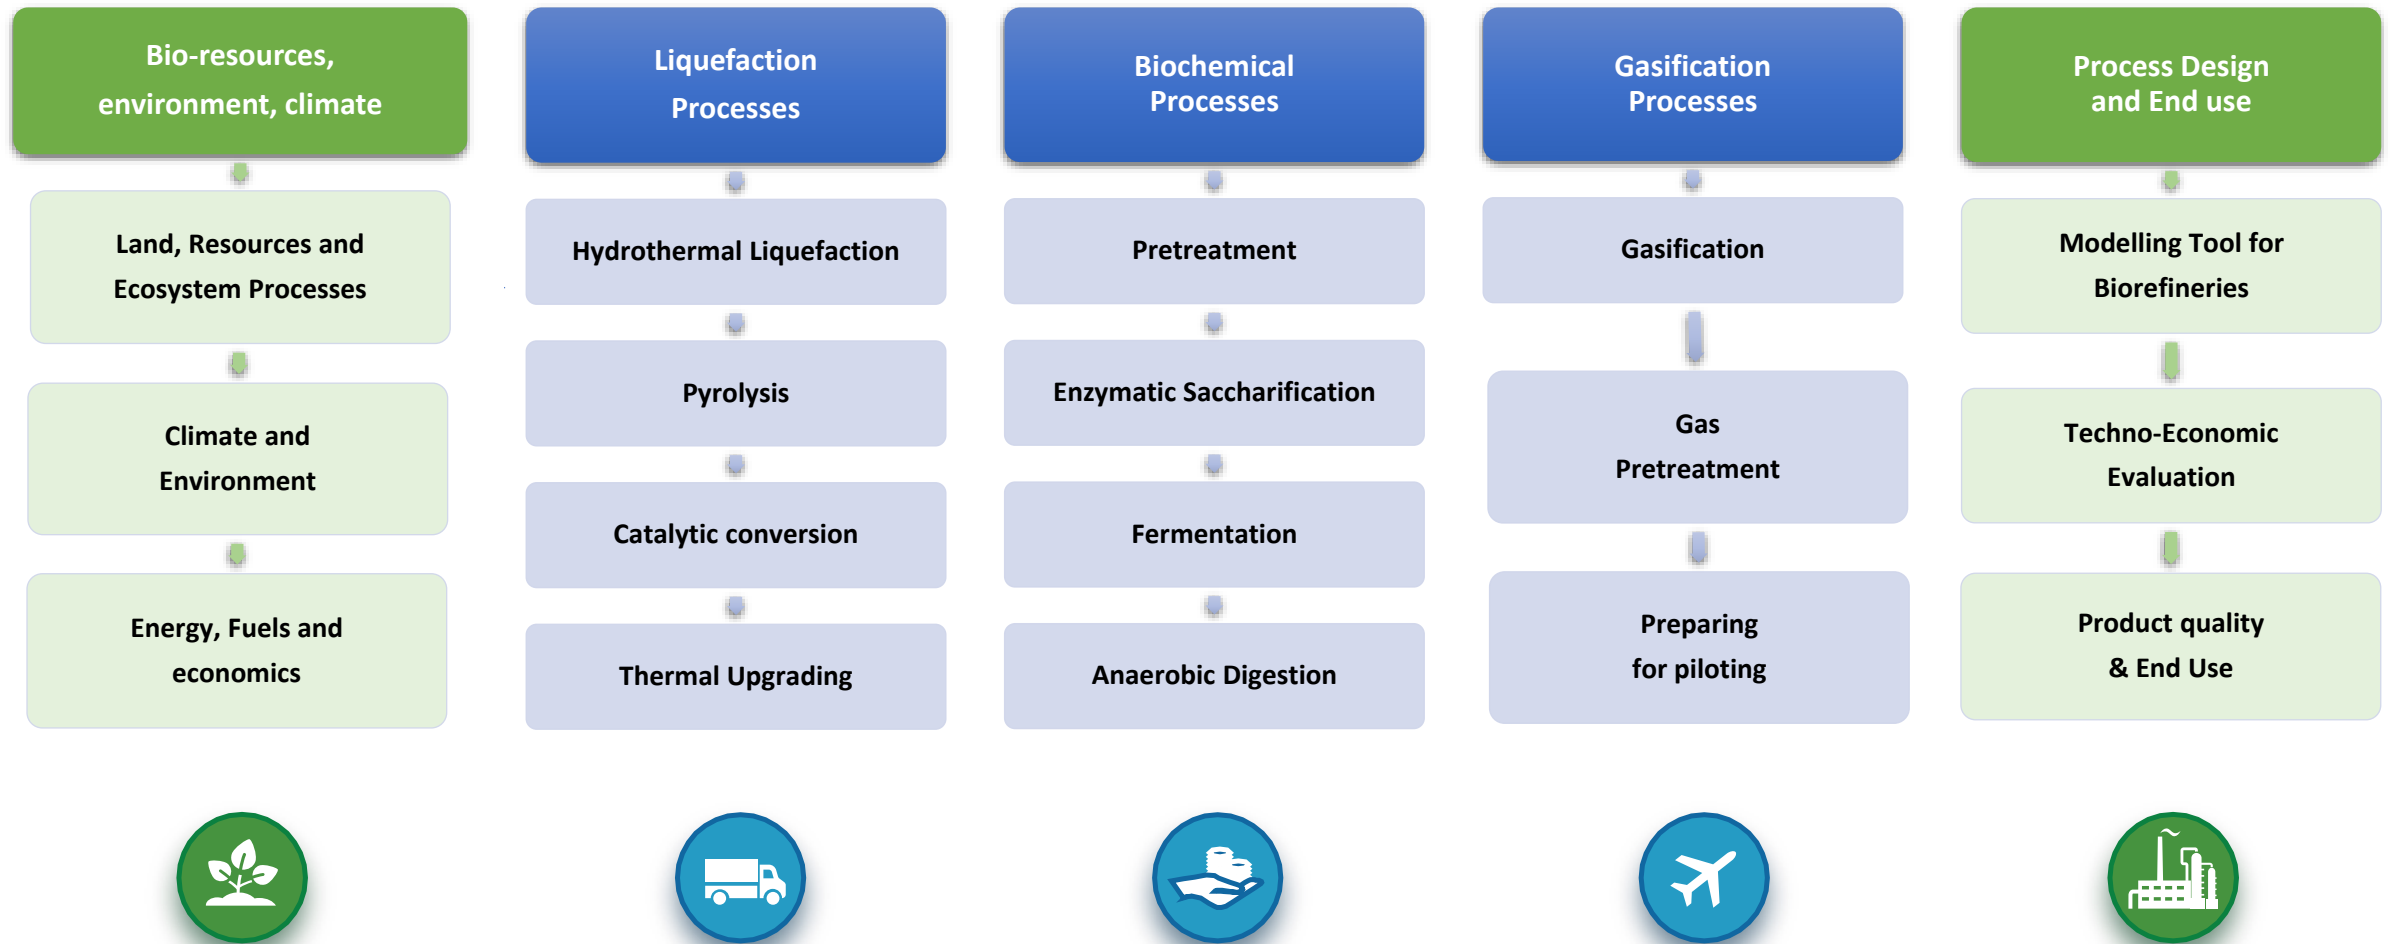 Bio-resources,
environment, climate
Land, Resources and
Ecosystem Processes
Climate and
Environment
Energy, Fuels and
economics
Liquefaction
Processes
Hydrothermal Liquefaction
Pyrolysis
Catalytic conversion
Thermal Upgrading
Biochemical
Processes
Pretreatment
Enzymatic Saccharification
Fermentation
Anaerobic Digestion
Gasification
Processes
Gasification
Gas
Pretreatment
Preparing
for piloting
Process Design
and End use
Modelling Tool for
Biorefineries
Techno-Economic
Evaluation
Product quality
& End Use